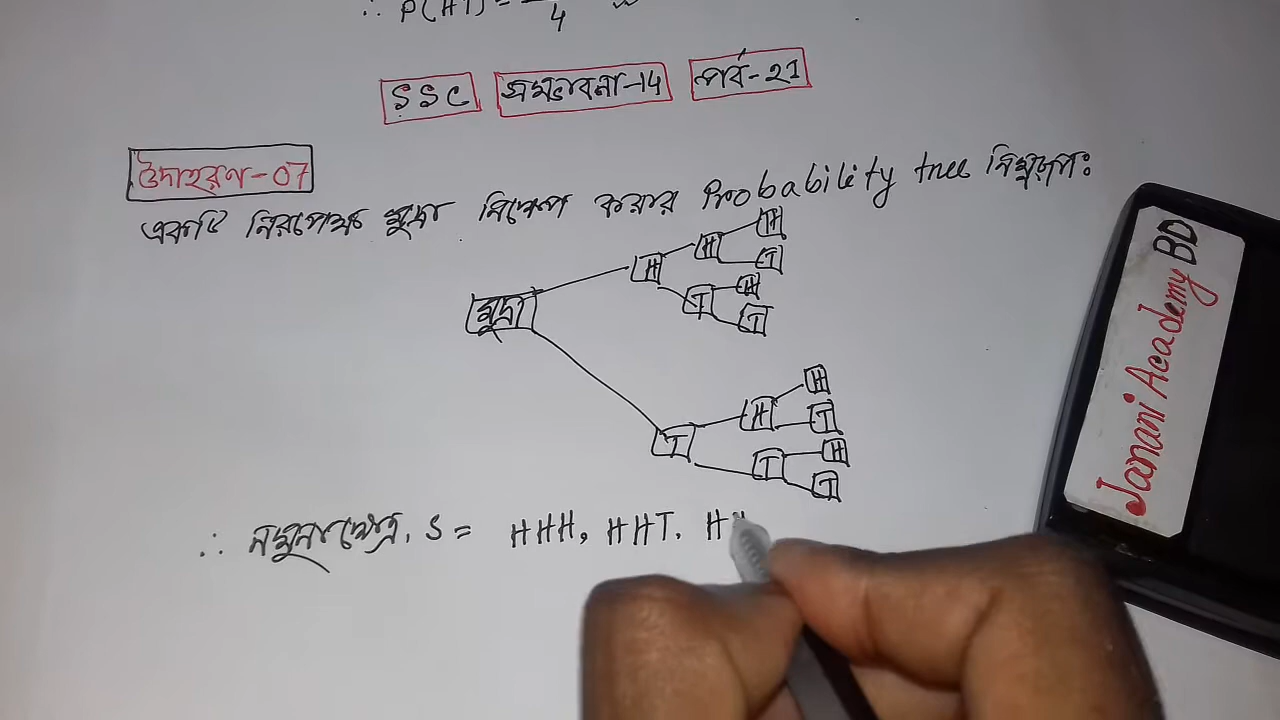 ∴ P(HT) = 4
SSC সম্ভাবনা-14 পর্ব-21
উদাহরণ-07
একটি নিরপেক্ষ মুদ্রা নিক্ষেপ করার Probability tree নিম্নরূপঃ
মুদ্রা
H H H
T
T H
T
T H H
T
T H
T
∴ নমুনাক্ষেত্র, S = HHH, HHT, H
Janani Academy BD